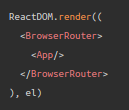 ReactDOM.render((
  <BrowserRouter>
    <App/>
  </BrowserRouter>
), el)